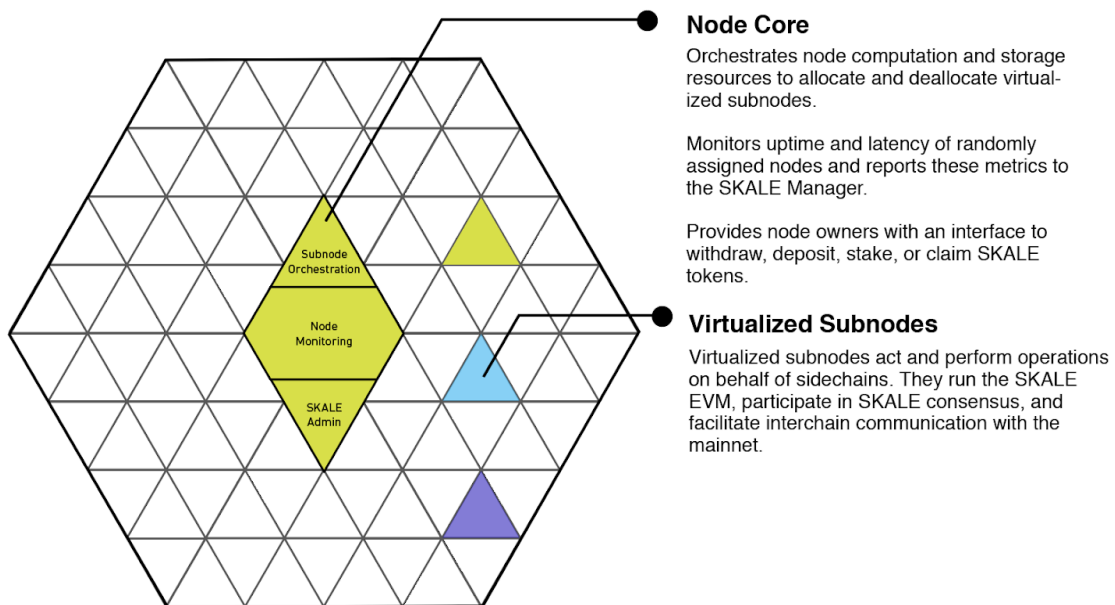 Node Core
Orchestrates node computation and storage
resources to allocate and deallocate virtual-
ized subnodes.
Monitors uptime and latency of randomly
assigned nodes and reports these metrics to
the SKALE Manager.
Provides node owners with an interface to
withdraw, deposit, stake, or claim SKALE
tokens.
Subnode
Orchestration
Node
Monitoring
SKALE
Admin
Virtualized Subnodes
Virtualized subnodes act and perform operations
on behalf of sidechains. They run the SKALE
EVM, participate in SKALE consensus, and
facilitate interchain communication with the
mainnet.